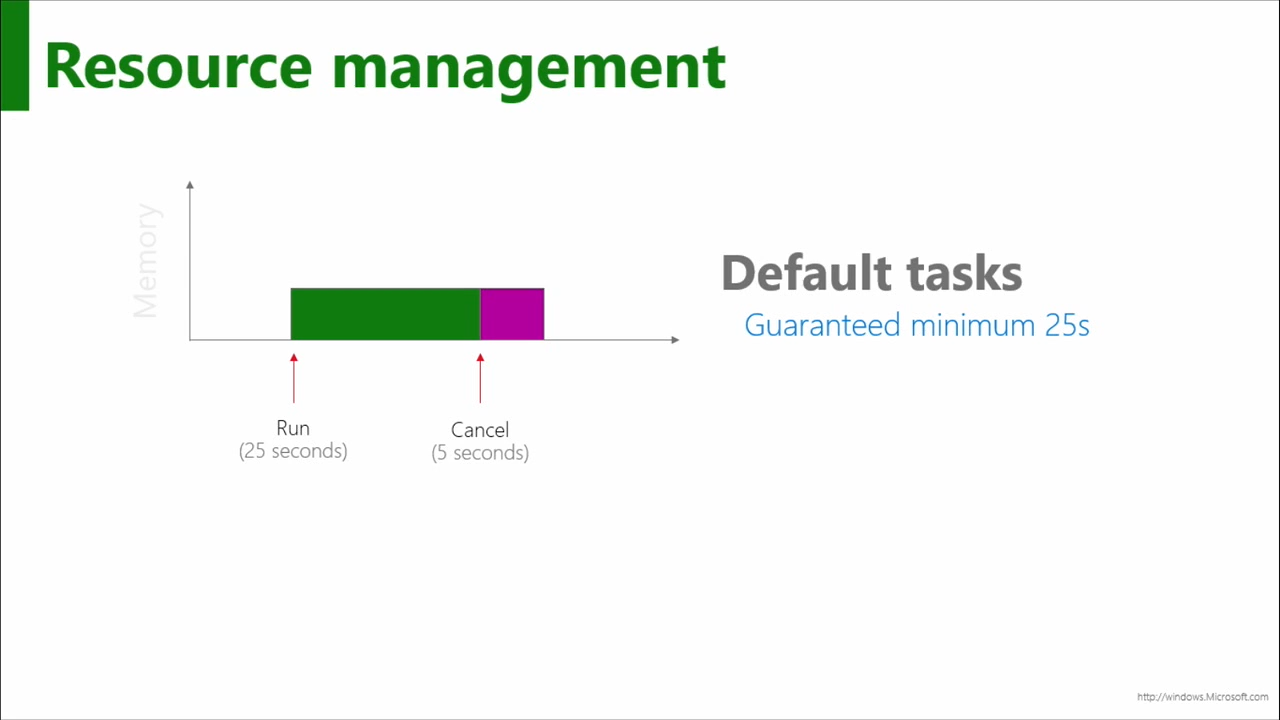 Resource management
Memory
Default tasks
Guaranteed minimum 25s
Run
(25 seconds)
Cancel
(5 seconds)
http://windows.Microsoft.com